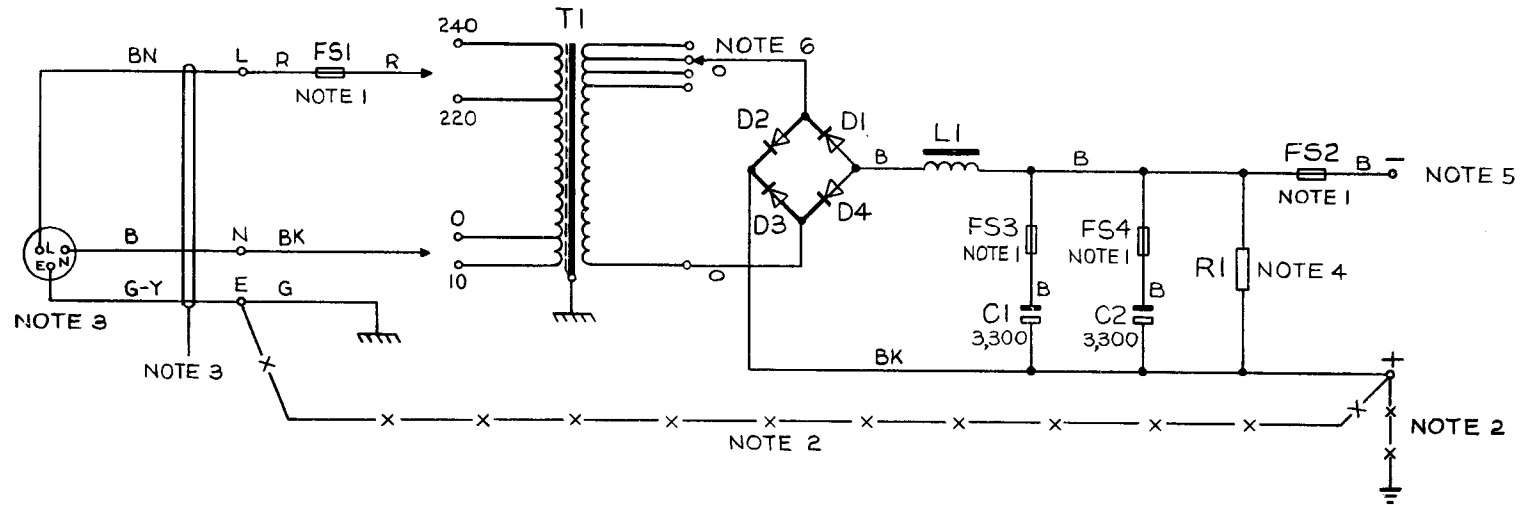 T1
240
NOTE 6
BN
L
R
FS1
R
NOTE 1
O
220
D2
D1
L1
B
B
FS2
B
−
NOTE 5
NOTE 1
D3
D4
FS3
NOTE 1
FS4
NOTE 1
R1
NOTE 4
0
B
N
BK
L
E
N
10
O
G-Y
E
G
B
B
C1
3,300
C2
3,300
NOTE 3
NOTE 3
BK
+
NOTE 2
NOTE 2